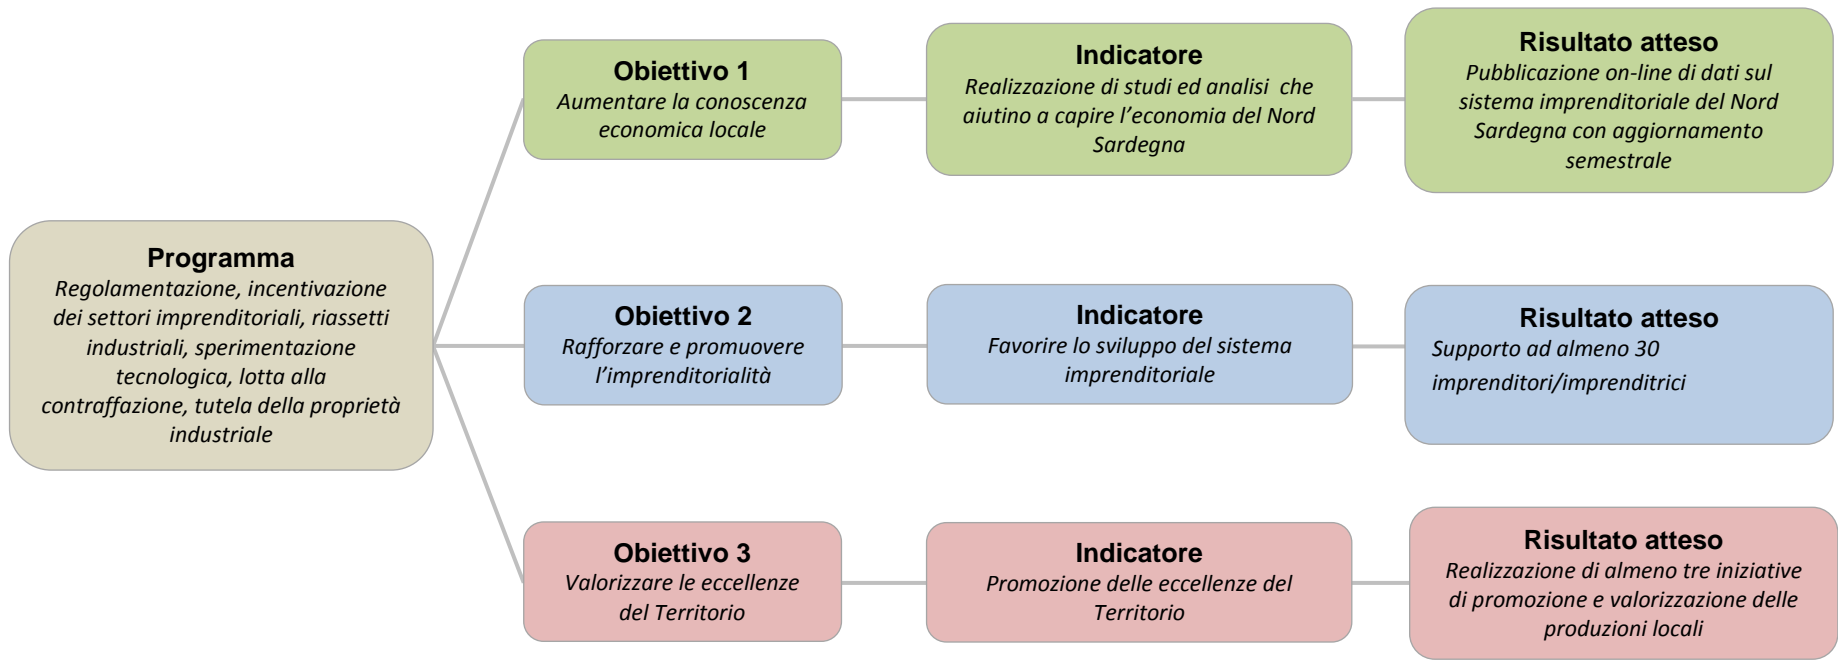 Programma
Regolamentazione, incentivazione
dei settori imprenditoriali, riassetti
industriali, sperimentazione
tecnologica, lotta alla
contraffazione, tutela della proprietà
industriale
Obiettivo 1
Aumentare la conoscenza
economica locale
Indicatore
Realizzazione di studi ed analisi che
aiutino a capire l’economia del Nord
Sardegna
Risultato atteso
Pubblicazione on-line di dati sul
sistema imprenditoriale del Nord
Sardegna con aggiornamento
semestrale
Obiettivo 2
Rafforzare e promuovere
l’imprenditorialità
Indicatore
Favorire lo sviluppo del sistema
imprenditoriale
Risultato atteso
Supporto ad almeno 30
imprenditori/imprenditrici
Obiettivo 3
Valorizzare le eccellenze
del Territorio
Indicatore
Promozione delle eccellenze del
Territorio
Risultato atteso
Realizzazione di almeno tre iniziative
di promozione e valorizzazione delle
produzioni locali